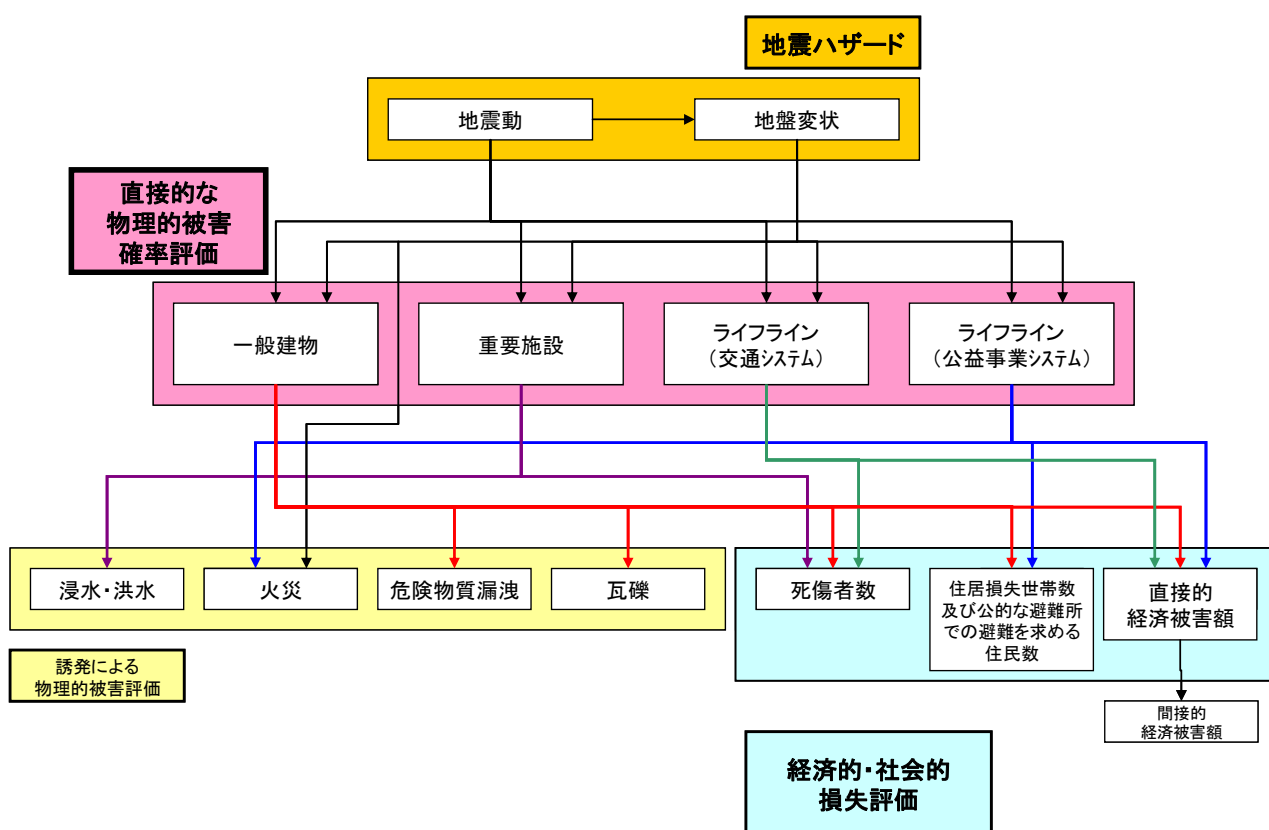 地震ハザード
地震動
地盤変状
直接的な
物理的被害
確率評価
一般建物
重要施設
ライフライン
（交通システム）
ライフライン
（公益事業システム）
浸水・洪水
火災
危険物質漏洩
瓦礫
死傷者数
住居損失世帯数
及び公的な避難所
での避難を求める
住民数
直接的
経済被害額
誘発による
物理的被害評価
間接的
経済被害額
経済的・社会的
損失評価